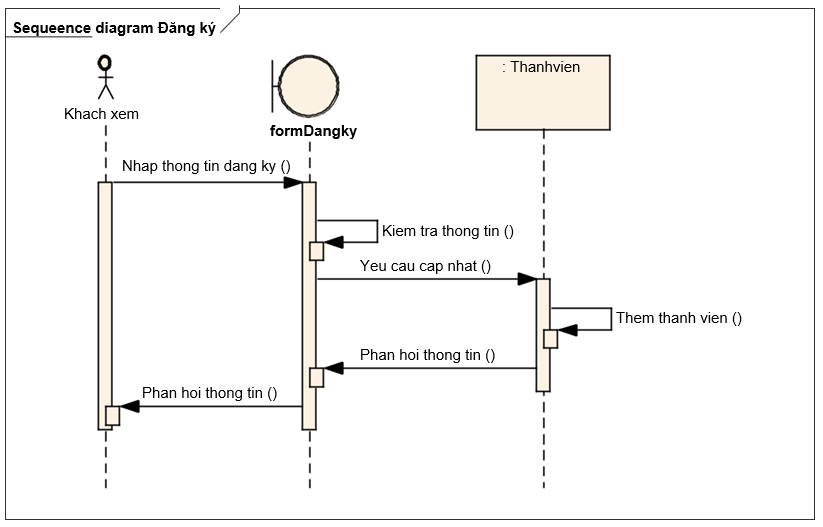 Sequeence diagram Đăng ký
: Thanhvien
Khach xem
formDangky
Nhap thong tin dang ky ()
Kiem tra thong tin ()
Yeu cau cap nhat ()
Them thanh vien ()
Phan hoi thong tin ()
Phan hoi thong tin ()